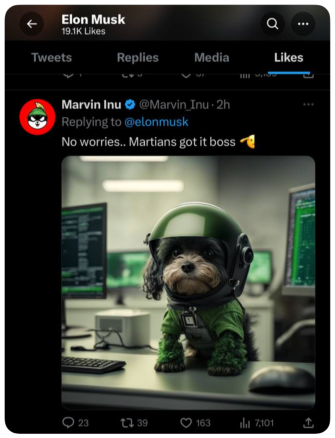 Elon Musk
19.1K Likes
Tweets Replies Media Likes
Marvin Inu @Marvin_Inu · 2h
Replying to @elonmusk
No worries.. Martians got it boss 🫡
23 39 163 7,101